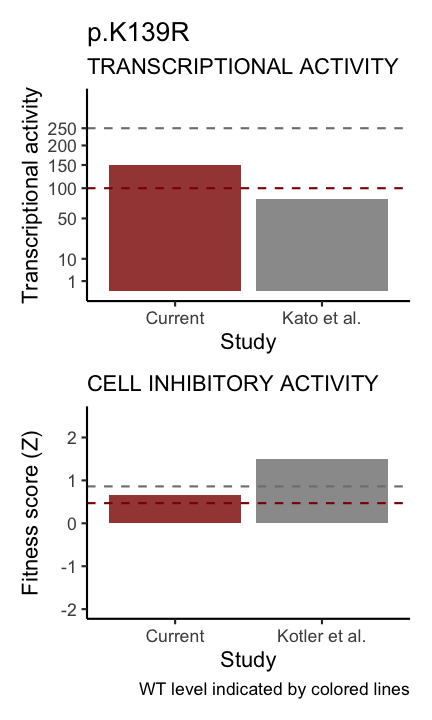 p.K139R
TRANSCRIPTIONAL ACTIVITY
Transcriptional activity
250
200
150
100
50
10
1
Current
Kato et al.
Study
CELL INHIBITORY ACTIVITY
Fitness score (Z)
2
1
0
-1
-2
Current
Kotler et al.
Study
WT level indicated by colored lines